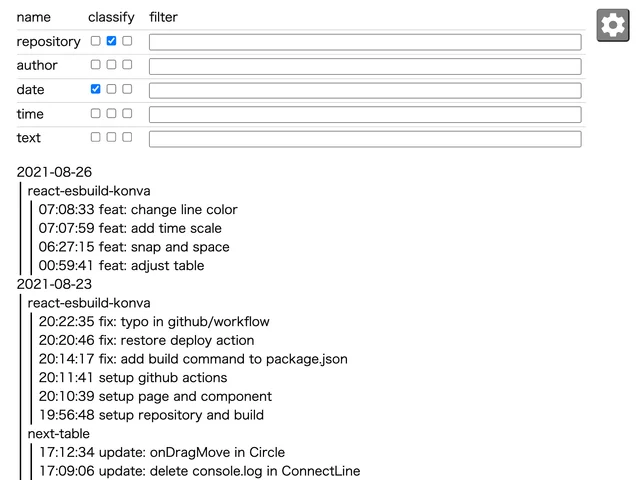 name classify filter
repository
author
date
time
text
2021-08-26
react-esbuild-konva
07:08:33 feat: change line color
07:07:59 feat: add time scale
06:27:15 feat: snap and space
00:59:41 feat: adjust table
2021-08-23
react-esbuild-konva
20:22:35 fix: typo in github/workflow
20:20:46 fix: restore deploy action
20:14:17 fix: add build command to package.json
20:11:41 setup github actions
20:10:39 setup page and component
19:56:48 setup repository and build
next-table
17:12:34 update: onDragMove in Circle
17:09:06 update: delete console.log in ConnectLine